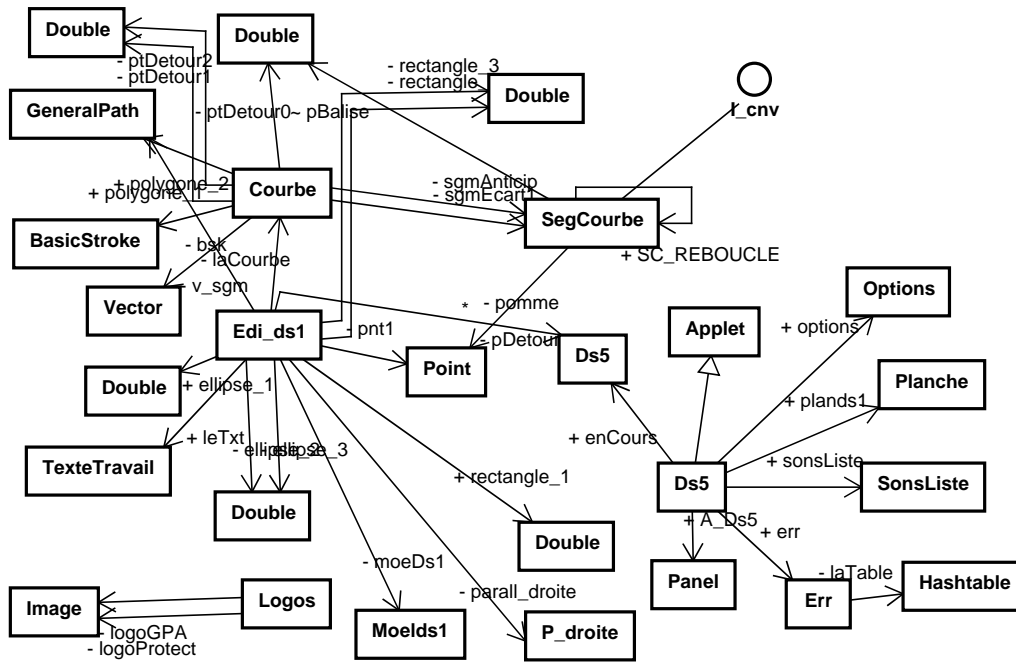 Double
Double
- ptDetour2
- ptDetour1
- rectangle_3
- rectangle
Double
I_cnv
GeneralPath
- ptDetour0
~ pBalise
+ polygone_2
+ polygone_1
Courbe
- sgmAnticip
- sgmEcart1
SegCourbe
+ SC_REBOUCLE
BasicStroke
- bsk
- laCourbe
Vector
- v_sgm
Options
+ options
Edi_ds1
- pnt1
*
- pomme
- pDetour
Applet
Point
Ds5
Planche
+ plands1
Double
+ ellipse_1
+ enCours
+ leTxt
- ellipse_2
- ellipse_3
TexteTravail
+ rectangle_1
+ sonsListe
Ds5
SonsListe
Double
+ A_Ds5
+ err
Double
- moeDs1
- parall_droite
Panel
- laTable
Hashtable
Err
Image
Logos
- logoGPA
- logoProtect
Moelds1
P_droite